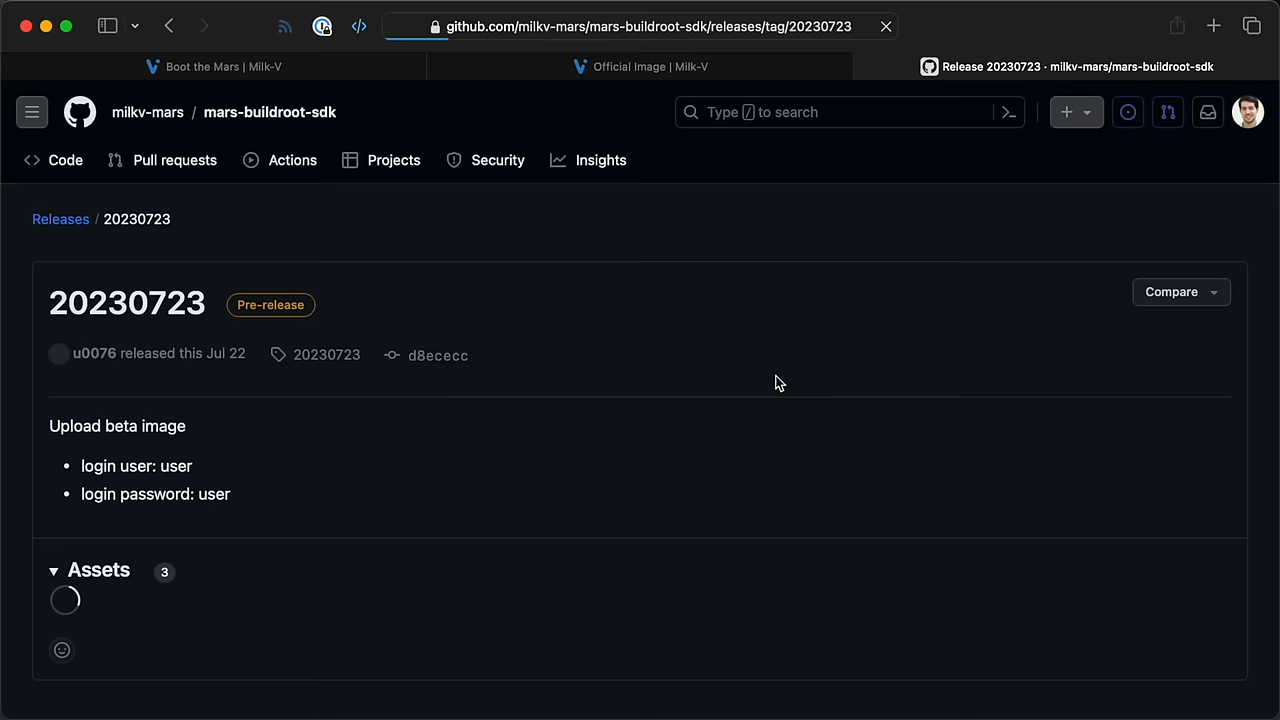 github.com/milkv-mars/mars-buildroot-sdk/releases/tag/20230723
Boot the Mars | Milk-V
Official Image | Milk-V
Release 20230723 · milkv-mars/mars-buildroot-sdk
milkv-mars / mars-buildroot-sdk
Type / to search
Code
Pull requests
Actions
Projects
Security
Insights
Releases / 20230723
20230723
Pre-release
Compare
u0076 released this Jul 22
20230723
d8ececc
Upload beta image
• login user: user
• login password: user
Assets 3